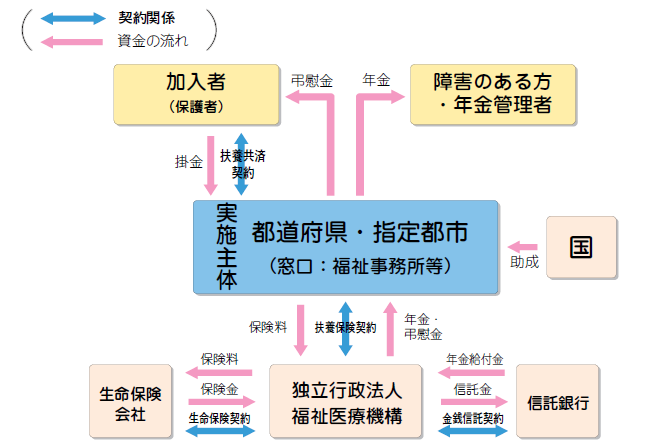 契約関係
資金の流れ
加入者
（保護者）
弔慰金
年金
障害のある方
・年金管理者
掛金
扶養共済
契約
実施主体
都道府県・指定都市
（窓口：福祉事務所等）
国
助成
保険料
扶養保険契約
年金・
弔慰金
生命保険
会社
保険料
保険金
生命保険契約
独立行政法人
福祉医療機構
年金給付金
信託金
金銭信託契約
信託銀行